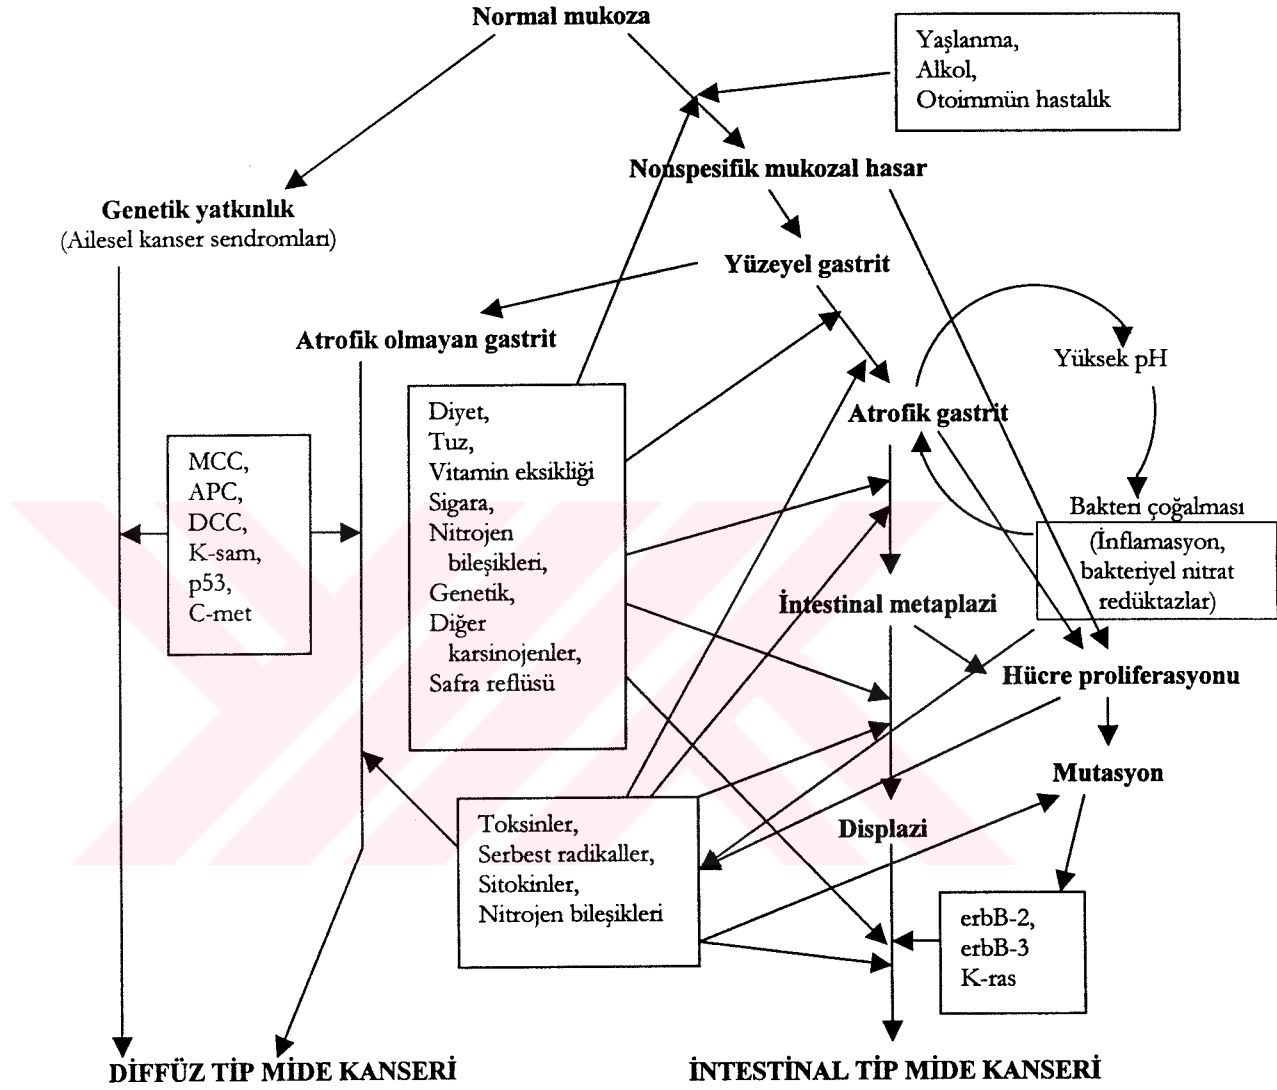 Normal mukoza
Yaşlanma,
Alkol,
Otoimmün hastalık
Nonspesifik mukozal hasar
Genetik yatkınlık
(Ailesel kanser sendromları)
Yüzeyel gastrit
Atrofik olmayan gastrit
Yüksek pH
Atrofik gastrit
Diyet,
Tuz,
Vitamin eksikliği
Sigara,
Nitrojen
bileşikleri,
Genetik,
Diğer
karsinojenler,
Safra reflüsü
MCC,
APC,
DCC,
K-sam,
p53,
C-met
Bakteri çoğalması
(İnflamasyon,
bakteriyel nitrat
redüktazlar)
İntestinal metaplazi
Hücre proliferasyonu
Mutasyon
Displazi
Toksinler,
Serbest radikaller,
Sitokinler,
Nitrojen bileşikleri
erbB-2,
erbB-3
K-ras
DİFFÜZ TİP MİDE KANSERİ
İNTESTİNAL TİP MİDE KANSERİ